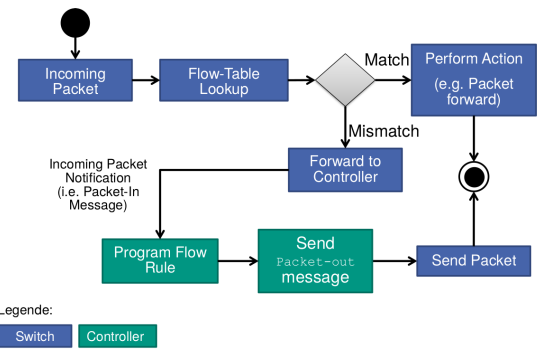 Incoming
Packet
Flow-Table
Lookup
Match
Perform Action
(e.g. Packet
forward)
Mismatch
Forward to
Controller
Incoming Packet
Notification
(i.e. Packet-In
Message)
Program Flow
Rule
Send
Packet-out
message
Send Packet
Legende:
Switch
Controller